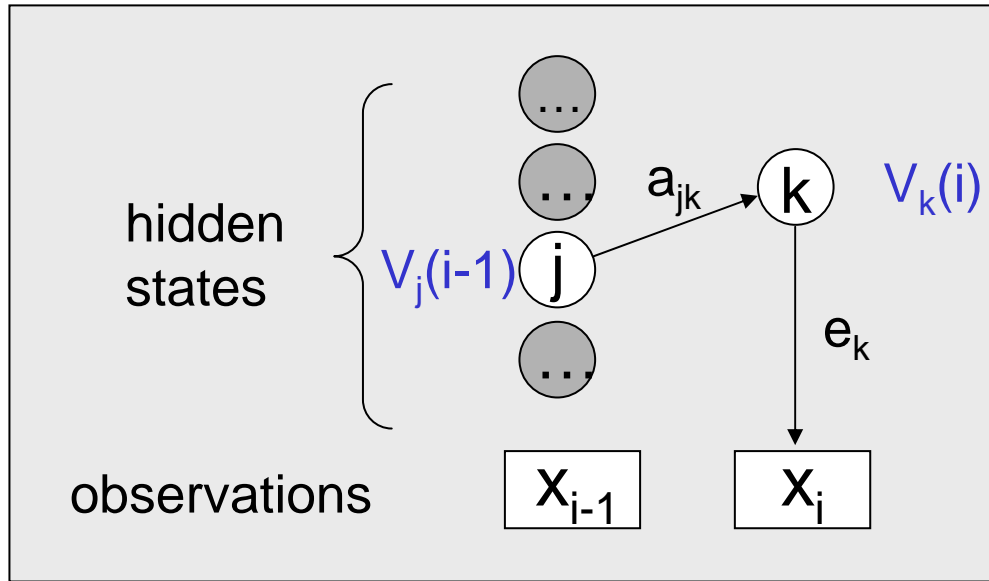 ...
...
a_jk
k
V_k(i)
hidden
states
V_j(i-1)
j
...
e_k
observations
x_i-1
x_i